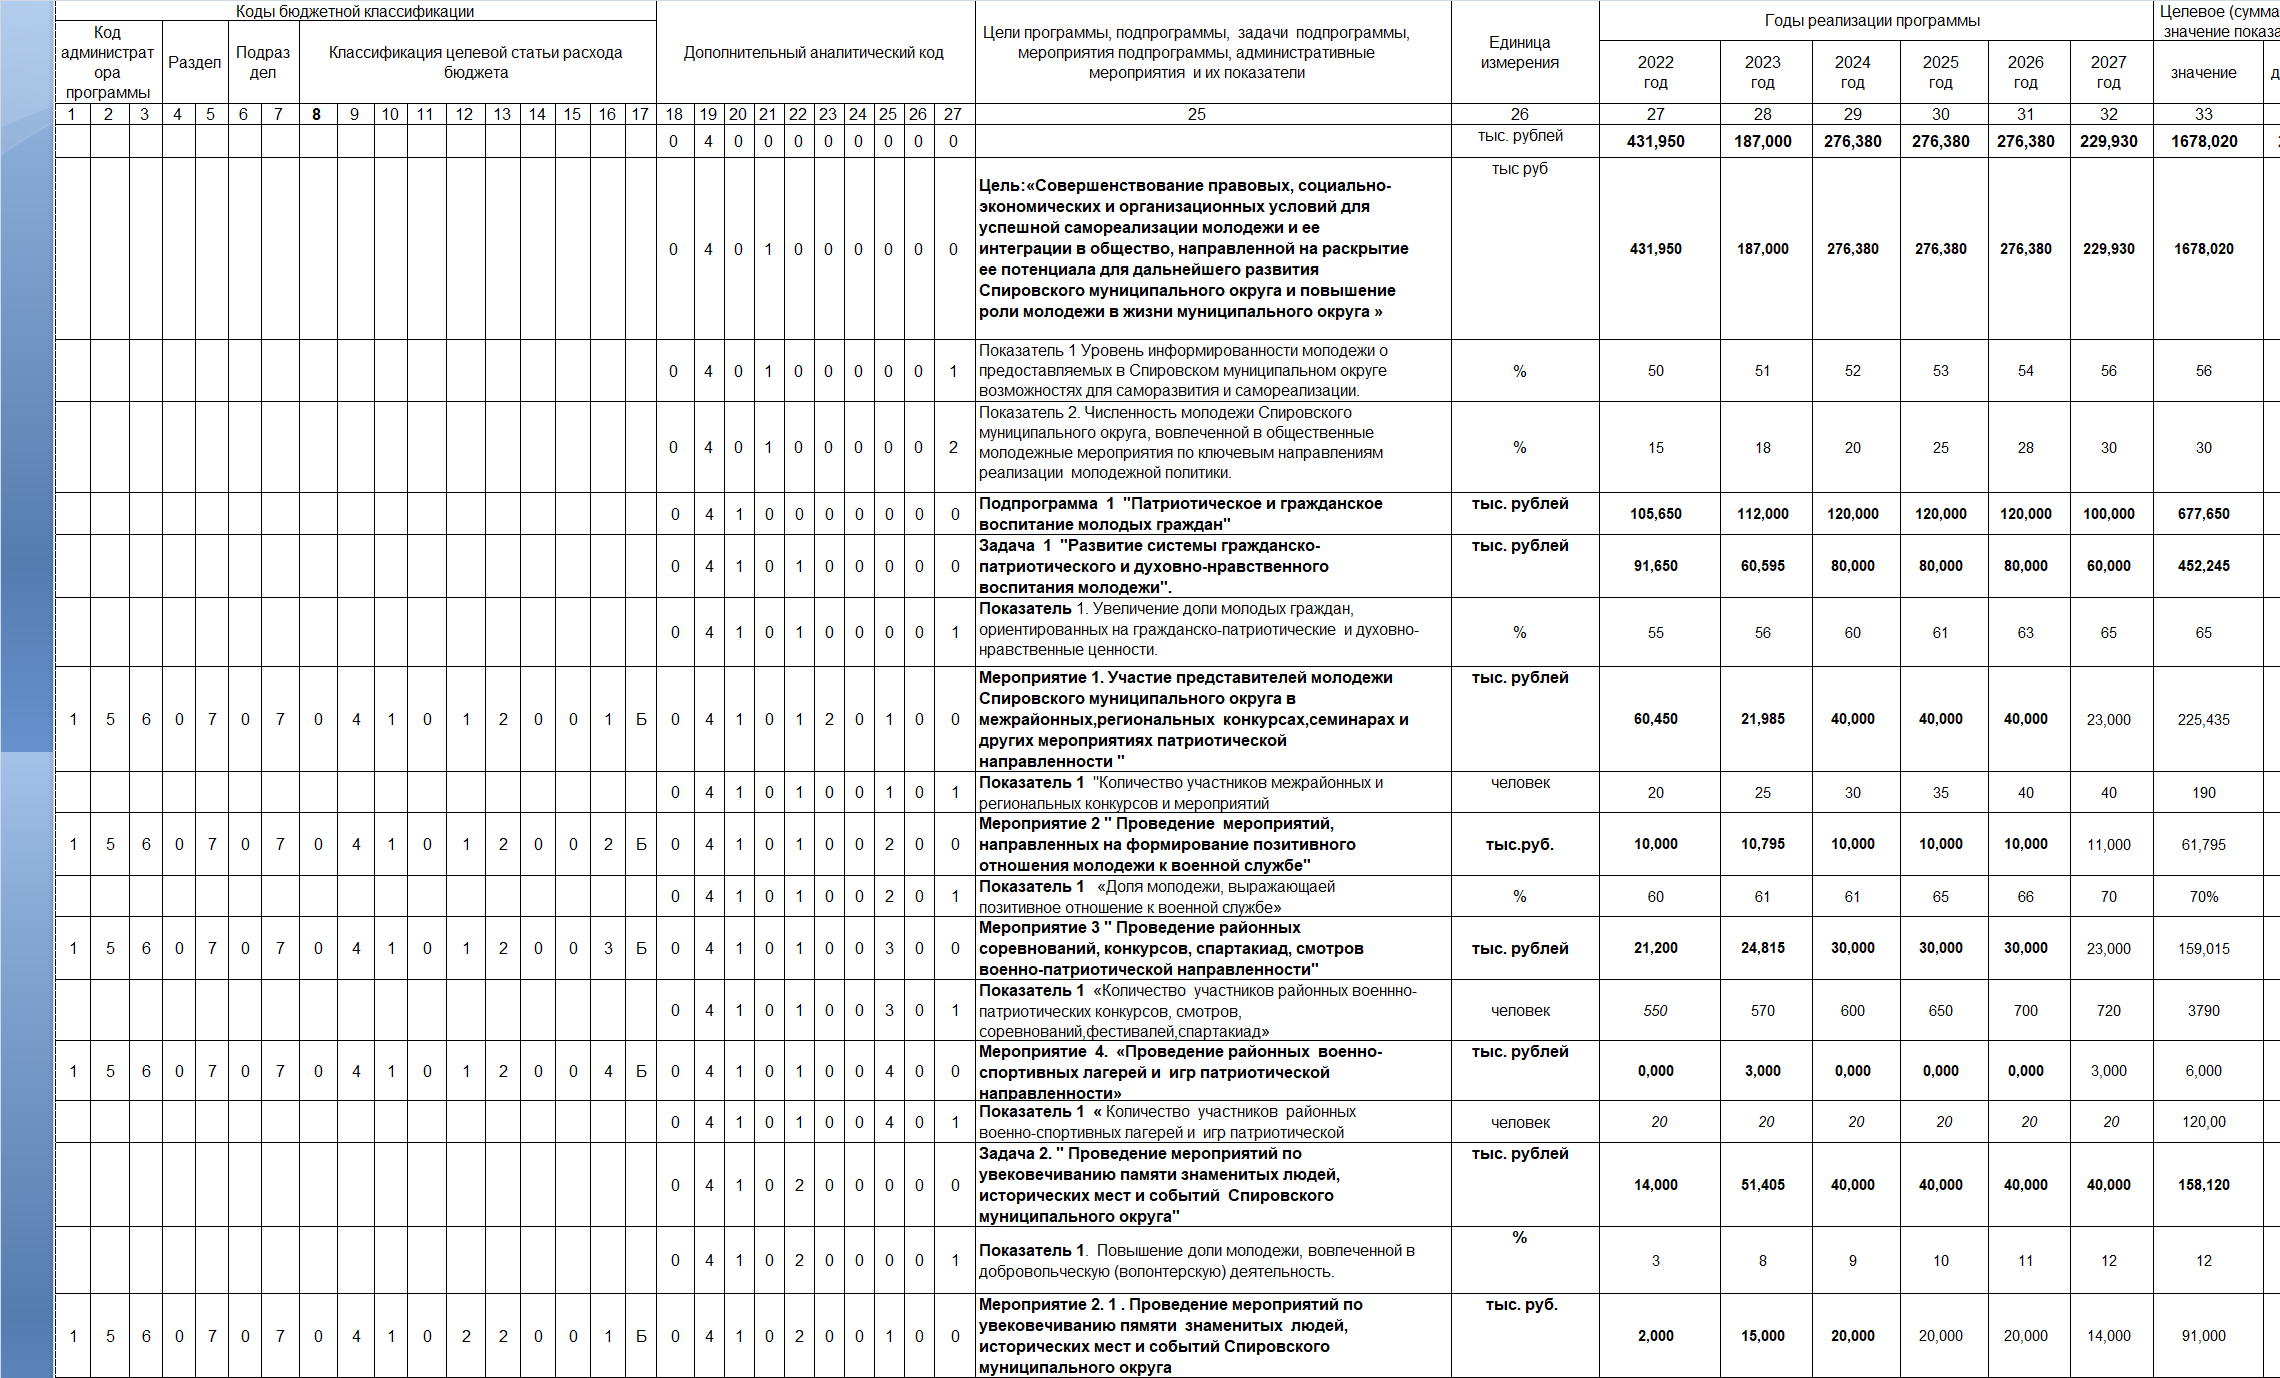 Коды бюджетной классификации
Дополнительный аналитический код
Цели программы, подпрограммы, задачи подпрограммы,
мероприятия подпрограммы, административные
мероприятия и их показатели
Единица
измерения
Годы реализации программы
Целевое (сумма
значение показа
Код
администрат
ора
программы
Раздел
Подраз
дел
Классификация целевой статьи расхода
бюджета
2022
год
2023
год
2024
год
2025
год
2026
год
2027
год
значение
1 2 3 4 5 6 7 8 9 10 11 12 13 14 15 16 17 18 19 20 21 22 23 24 25 26 27 25 26 27 28 29 30 31 32 33
0 4 0 0 0 0 0 0 0 0 тыс. рублей 431,950 187,000 276,380 276,380 276,380 229,930 1678,020
тыс руб
Цель:«Совершенствование правовых, социально-
экономических и организационных условий для
успешной самореализации молодежи и ее
интеграции в общество, направленной на раскрытие
ее потенциала для дальнейшего развития
Спировского муниципального округа и повышение
роли молодежи в жизни муниципального округа »
0 4 0 1 0 0 0 0 0 0 431,950 187,000 276,380 276,380 276,380 229,930 1678,020
Показатель 1 Уровень информированности молодежи о
предоставляемых в Спировском муниципальном округе
возможностях для саморазвития и самореализации.
0 4 0 1 0 0 0 0 0 1 % 50 51 52 53 54 56 56
Показатель 2. Численность молодежи Спировского
муниципального округа, вовлеченной в общественные
молодежные мероприятия по ключевым направлениям
реализации молодежной политики.
0 4 0 1 0 0 0 0 0 2 % 15 18 20 25 28 30 30
Подпрограмма 1 "Патриотическое и гражданское
воспитание молодых граждан"
0 4 1 0 0 0 0 0 0 0 тыс. рублей 105,650 112,000 120,000 120,000 120,000 100,000 677,650
Задача 1 "Развитие системы гражданско-
патриотического и духовно-нравственного
воспитания молодежи".
0 4 1 0 1 0 0 0 0 0 тыс. рублей 91,650 60,595 80,000 80,000 80,000 60,000 452,245
Показатель 1. Увеличение доли молодых граждан,
ориентированных на гражданско-патриотические и духовно-
нравственные ценности.
0 4 1 0 1 0 0 0 0 1 % 55 56 60 61 63 65 65
Мероприятие 1. Участие представителей молодежи
Спировского муниципального округа в
межрайонных,региональных конкурсах,семинарах и
других мероприятиях патриотической
направленности "
1 5 6 0 7 0 7 0 4 1 0 1 2 0 0 1 Б 0 4 1 0 1 2 0 1 0 0 тыс. рублей 60,450 21,985 40,000 40,000 40,000 23,000 225,435
Показатель 1 "Количество участников межрайонных и
региональных конкурсов и мероприятий
0 4 1 0 1 0 0 1 0 1 человек 20 25 30 35 40 40 190
Мероприятие 2 " Проведение мероприятий,
направленных на формирование позитивного
отношения молодежи к военной службе"
1 5 6 0 7 0 7 0 4 1 0 1 2 0 0 2 Б 0 4 1 0 1 0 0 2 0 0 тыс.руб. 10,000 10,795 10,000 10,000 10,000 11,000 61,795
Показатель 1 «Доля молодежи, выражающаей
позитивное отношение к военной службе»
0 4 1 0 1 0 0 2 0 1 % 60 61 61 65 66 70 70%
Мероприятие 3 " Проведение районных
соревнований, конкурсов, спартакиад, смотров
военно-патриотической направленности"
1 5 6 0 7 0 7 0 4 1 0 1 2 0 0 3 Б 0 4 1 0 1 0 0 3 0 0 тыс. рублей 21,200 24,815 30,000 30,000 30,000 23,000 159,015
Показатель 1 «Количество участников районных военнно-
патриотических конкурсов, смотров,
соревнований,фестивалей,спартакиад»
0 4 1 0 1 0 0 3 0 1 человек 550 570 600 650 700 720 3790
Мероприятие 4. «Проведение районных военно-
спортивных лагерей и игр патриотической
направленности»
1 5 6 0 7 0 7 0 4 1 0 1 2 0 0 4 Б 0 4 1 0 1 0 0 4 0 0 тыс. рублей 0,000 3,000 0,000 0,000 0,000 3,000 6,000
Показатель 1 « Количество участников районных
военно-спортивных лагерей и игр патриотической
0 4 1 0 1 0 0 4 0 1 человек 20 20 20 20 20 20 120,00
Задача 2. " Проведение мероприятий по
увековечиванию памяти знаменитых людей,
исторических мест и событий Спировского
муниципального округа"
0 4 1 0 2 0 0 0 0 0 тыс. рублей 14,000 51,405 40,000 40,000 40,000 40,000 158,120
Показатель 1. Повышение доли молодежи, вовлеченной в
добровольческую (волонтерскую) деятельность.
0 4 1 0 2 0 0 0 0 1 % 3 8 9 10 11 12 12
Мероприятие 2. 1 . Проведение мероприятий по
увековечиванию пямяти знаменитых людей,
исторических мест и событий Спировского
муниципального округа
1 5 6 0 7 0 7 0 4 1 0 2 2 0 0 1 Б 0 4 1 0 2 0 0 1 0 0 тыс. руб. 2,000 15,000 20,000 20,000 20,000 14,000 91,000